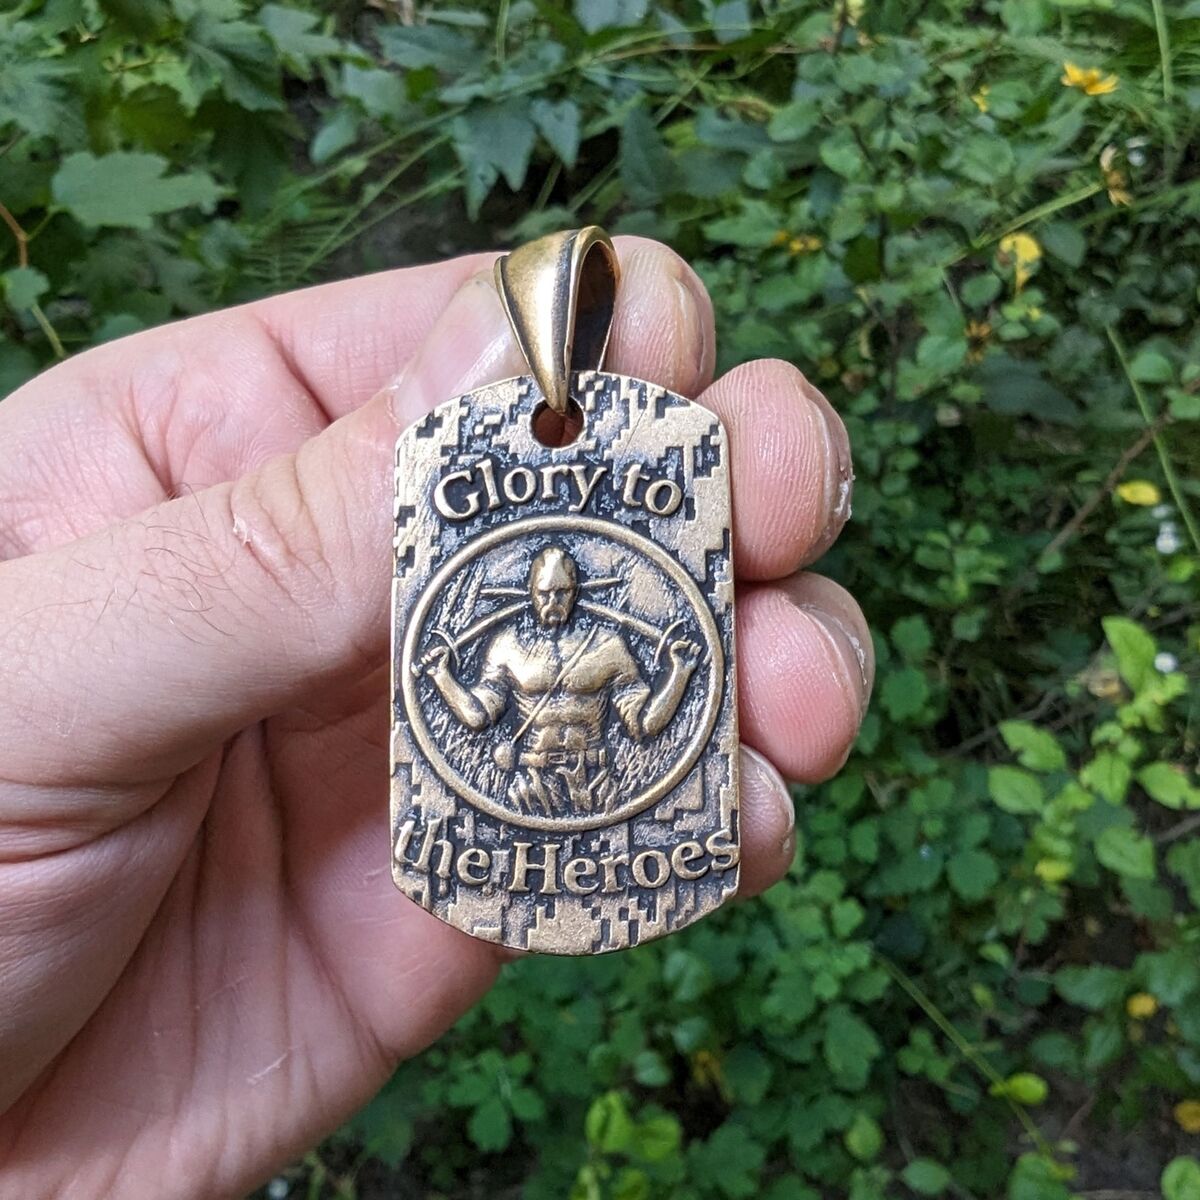 Glory to
the Heroes